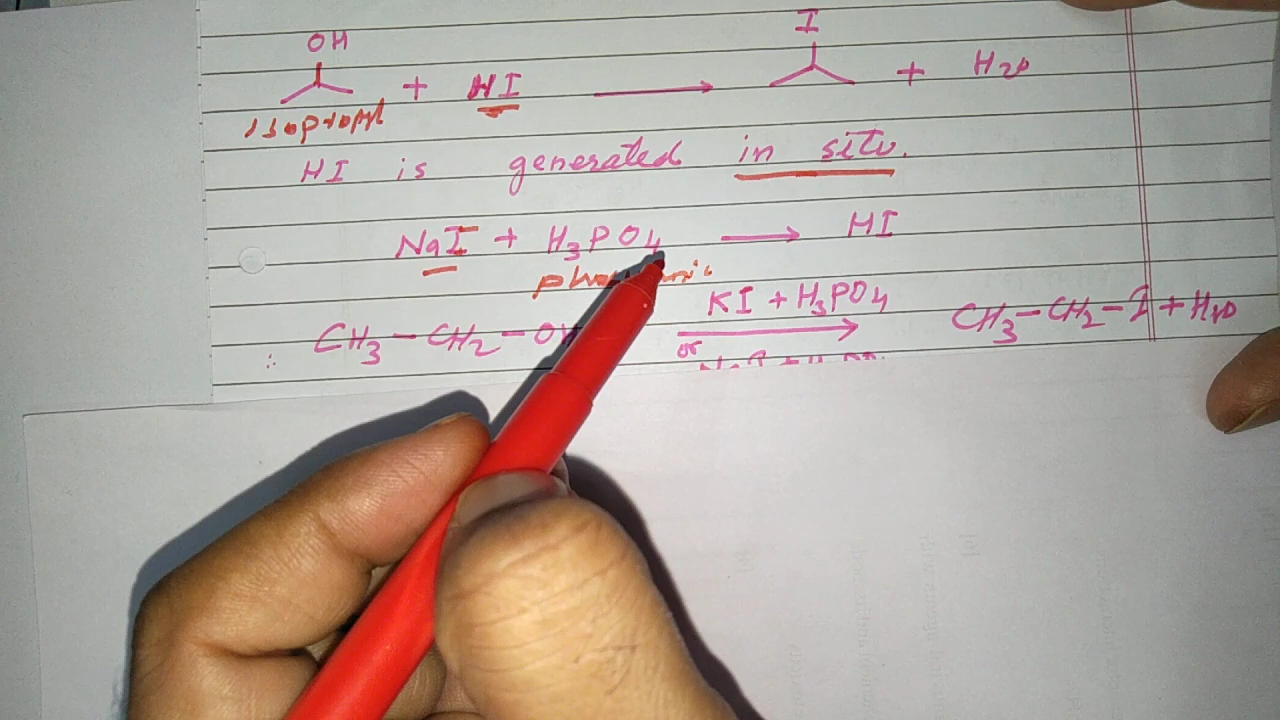 OH I
+ HI → + H2O
isopropyl
HI is generated in situ.
NaI + H3PO4 → HI
KI + H3PO4
∴ CH3-CH2-OH → CH3-CH2-I + H2O
or